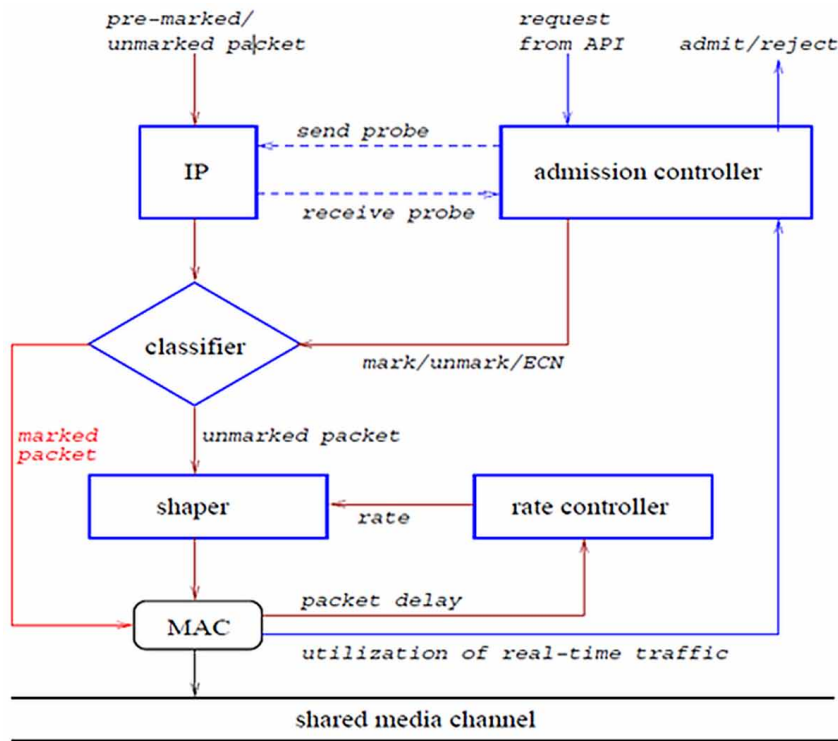 pre-marked/
unmarked packet
request
from API
admit/reject
send probe
IP
admission controller
receive probe
classifier
mark/unmark/ECN
marked
packet
unmarked packet
shaper
rate
rate controller
packet delay
MAC
utilization of real-time traffic
shared media channel